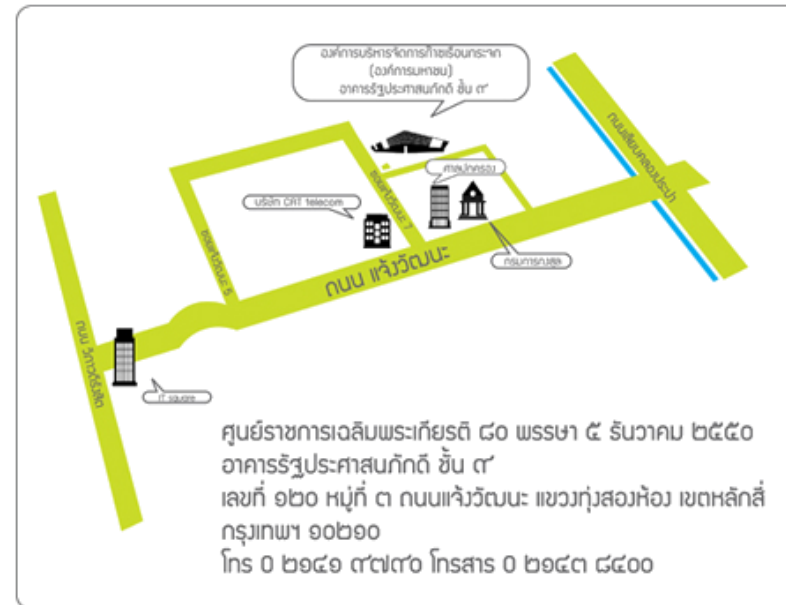 องค์การบริหารจัดการก๊าซเรือนกระจก
(องค์การมหาชน)
อาคารรัฐประศาสนภักดี ชั้น ๙
ถนนเลียบคลองประปา
ศาลปกครอง
ซอยแจ้งวัฒนะ 7
บริษัท CAT telecom
กรมการกงสุล
ถนน แจ้งวัฒนะ
ซอยแจ้งวัฒนะ 5
ถนน วิภาวดีรังสิต
IT square
ศูนย์ราชการเฉลิมพระเกียรติ ๘๐ พรรษา ๕ ธันวาคม ๒๕๕๐
อาคารรัฐประศาสนภักดี ชั้น ๙
เลขที่ ๑๒๐ หมู่ที่ ๓ ถนนแจ้งวัฒนะ แขวงทุ่งสองห้อง เขตหลักสี่
กรุงเทพฯ ๑๐๒๑๐
โทร 0 ๒๑๔๑ ๙๗๙๐ โทรสาร 0 ๒๑๔๓ ๘๔๐๐